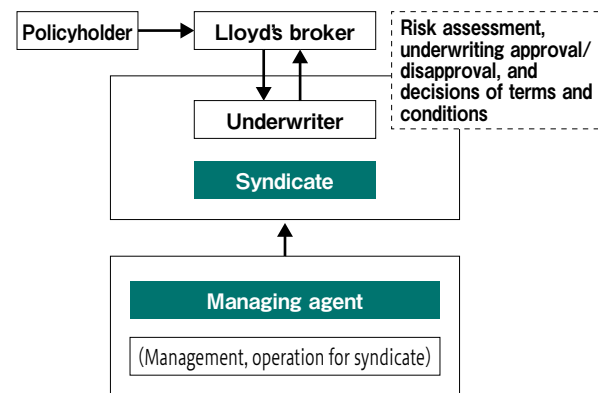 Policyholder
Lloyd's broker
Risk assessment,
underwriting approval/
disapproval, and
decisions of terms and
conditions
Underwriter
Syndicate
Managing agent
(Management, operation for syndicate)